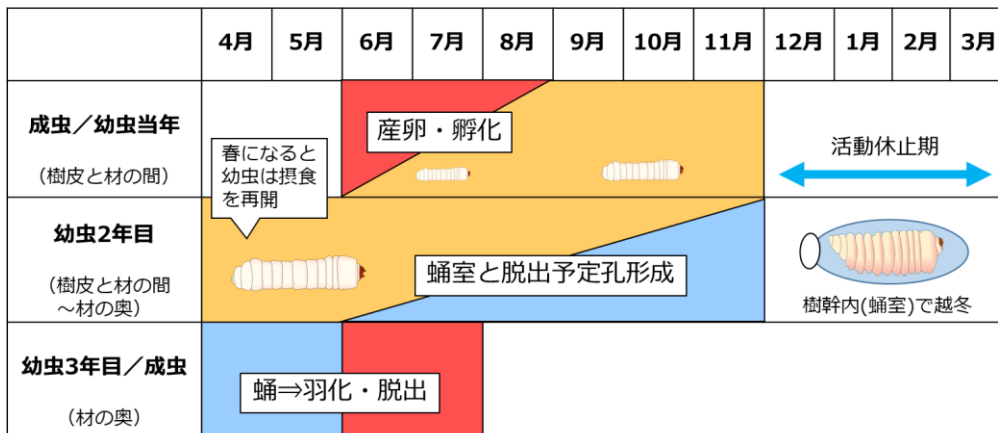 4月 5月 6月 7月 8月 9月 10月 11月 12月 1月 2月 3月
成虫／幼虫当年
（樹皮と材の間）
産卵・孵化
活動休止期
春になると
幼虫は摂食
を再開
幼虫2年目
（樹皮と材の間
～材の奥）
蛹室と脱出予定孔形成
樹幹内(蛹室)で越冬
幼虫3年目／成虫
（材の奥）
蛹⇒羽化・脱出